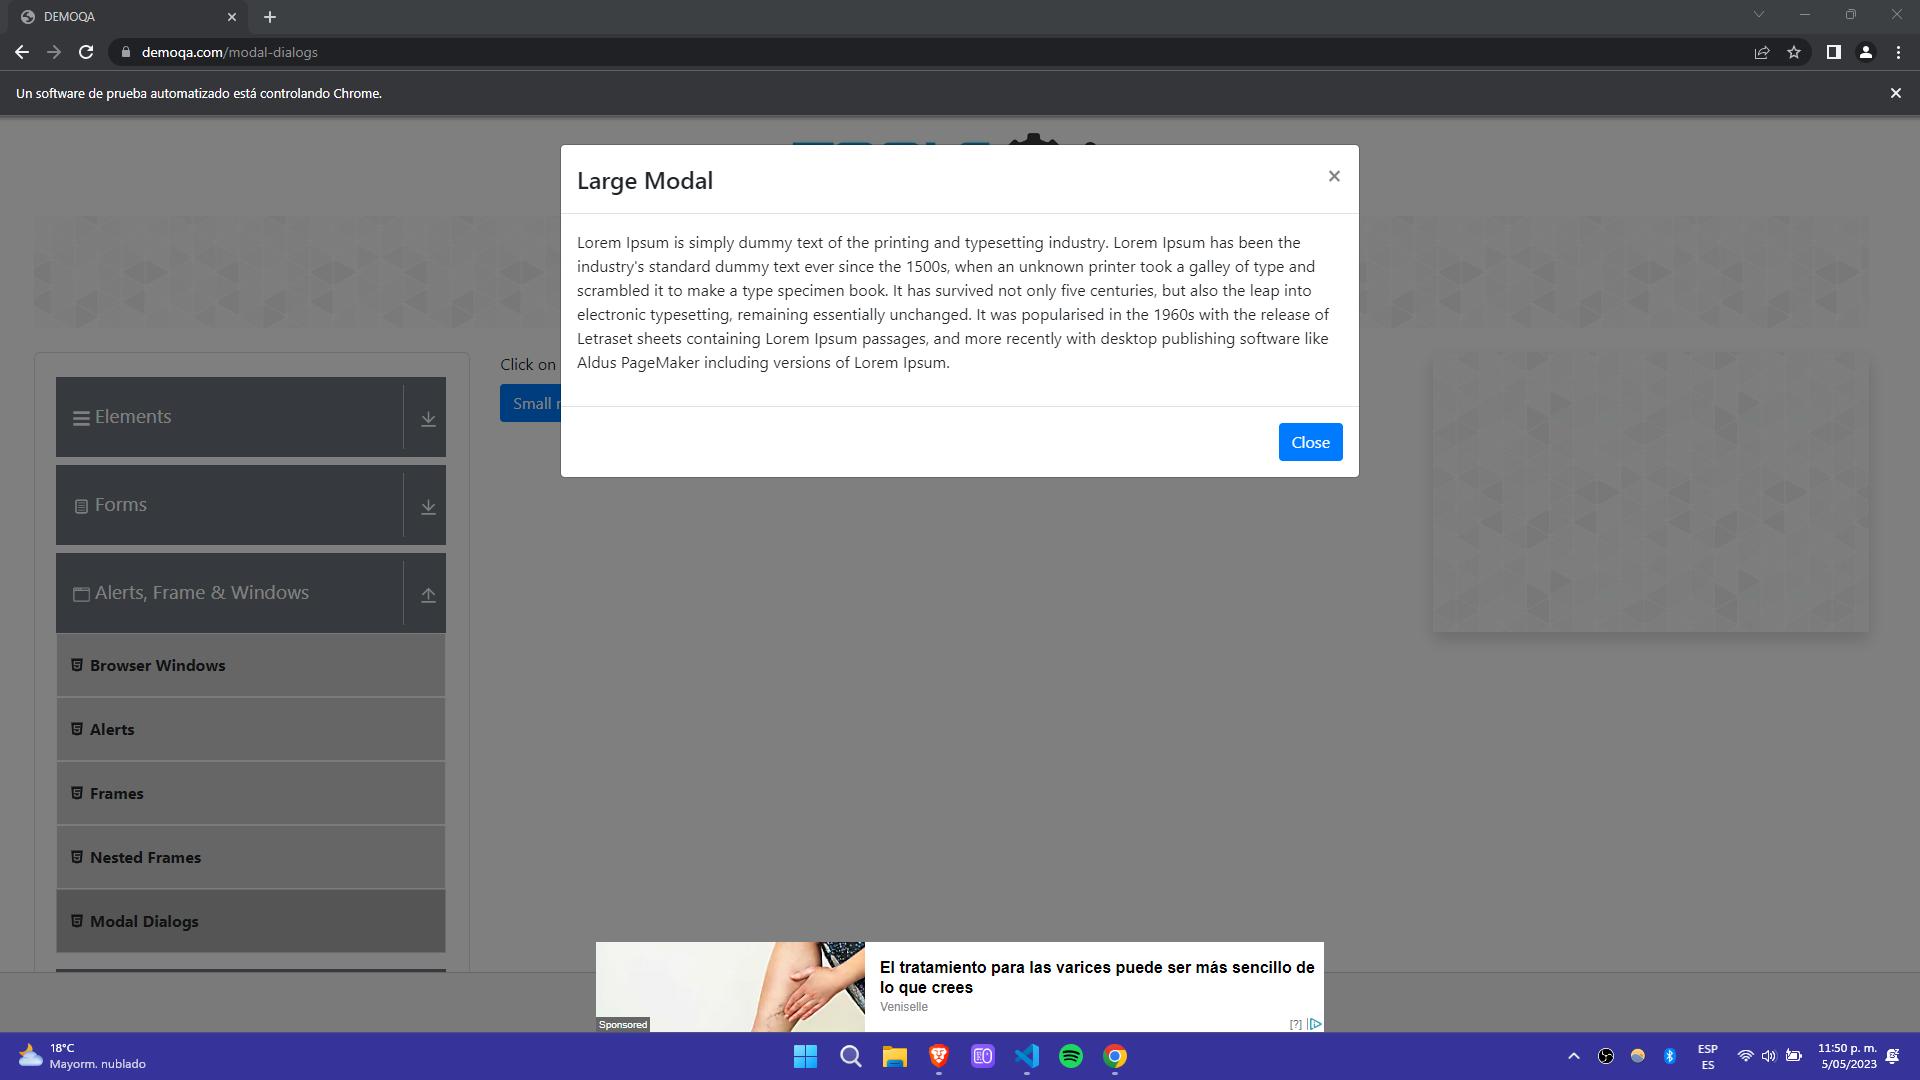 DEMOQA
demoqa.com/modal-dialogs
Un software de prueba automatizado está controlando Chrome.
Large Modal
×
Lorem Ipsum is simply dummy text of the printing and typesetting industry. Lorem Ipsum has been the
industry's standard dummy text ever since the 1500s, when an unknown printer took a galley of type and
scrambled it to make a type specimen book. It has survived not only five centuries, but also the leap into
electronic typesetting, remaining essentially unchanged. It was popularised in the 1960s with the release of
Letraset sheets containing Lorem Ipsum passages, and more recently with desktop publishing software like
Aldus PageMaker including versions of Lorem Ipsum.
Close
Click on
Small
Elements
Forms
Alerts, Frame & Windows
Browser Windows
Alerts
Frames
Nested Frames
Modal Dialogs
El tratamiento para las varices puede ser más sencillo de
lo que crees
Veniselle
Sponsored
[?]
18°C
Mayorm. nublado
ESP
ES
11:50 p. m.
5/05/2023